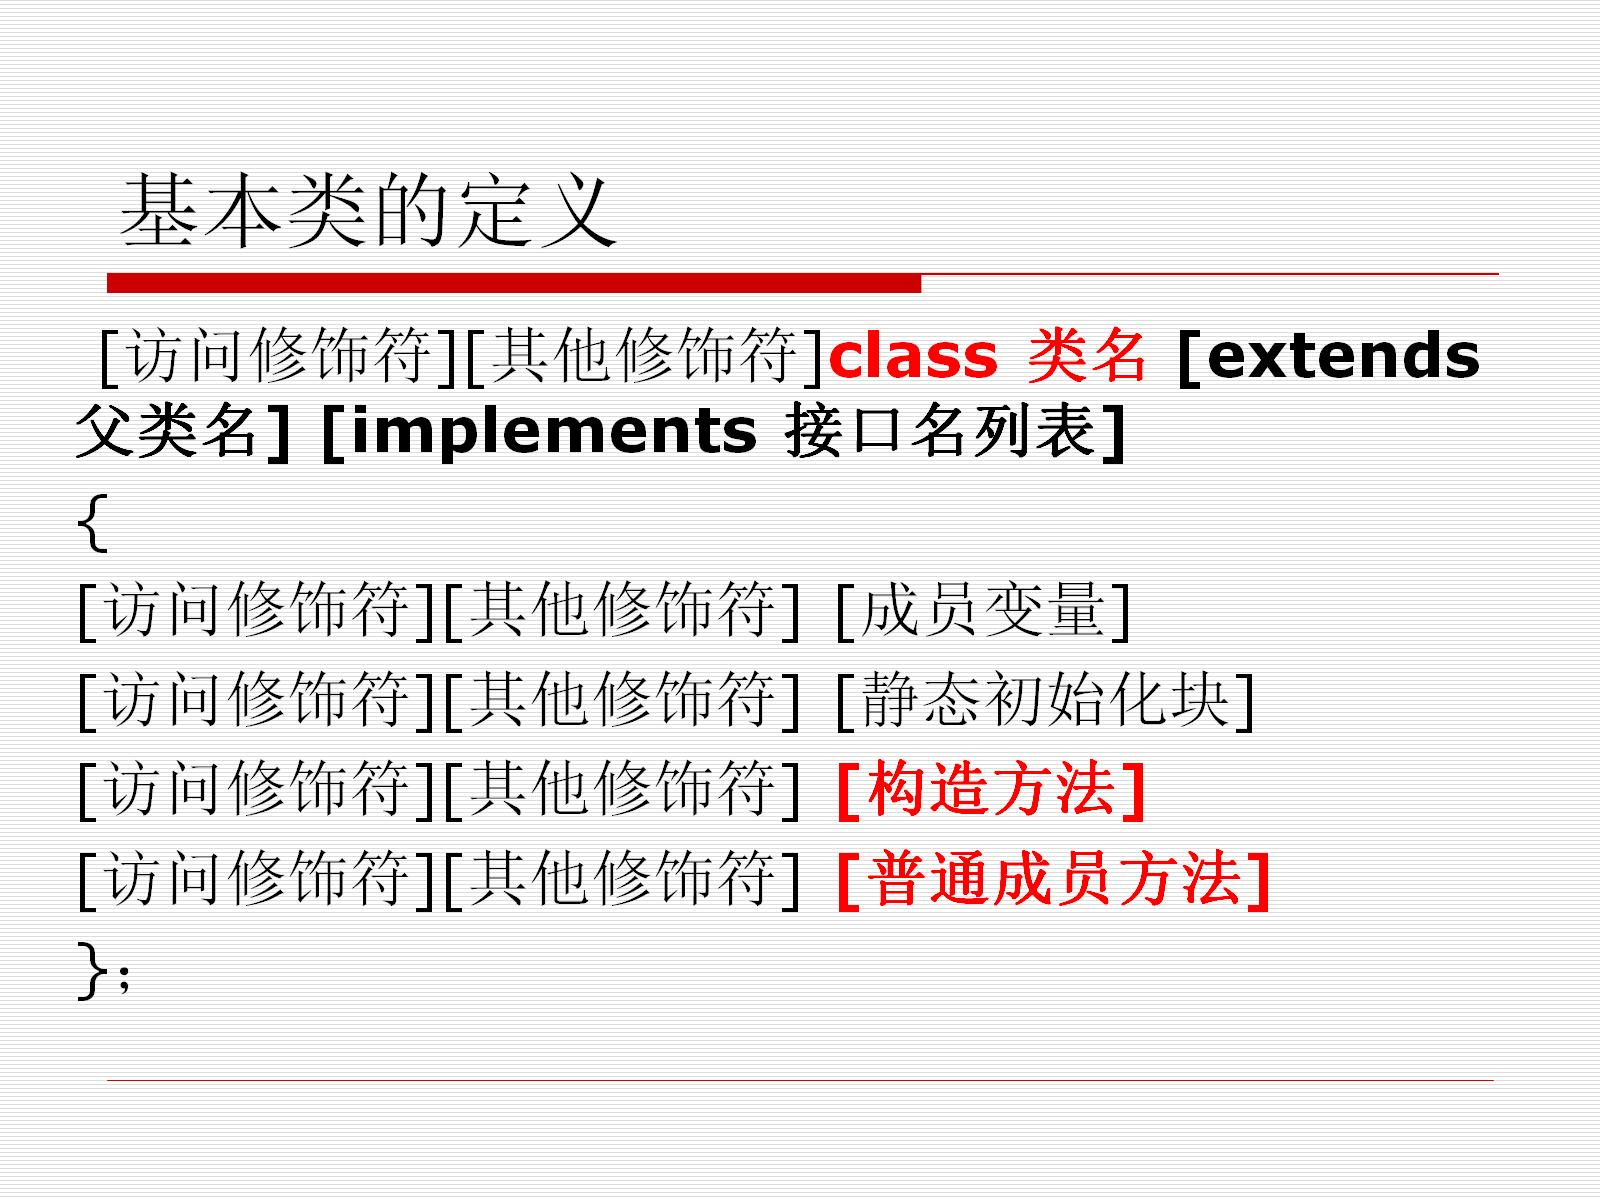 基本类的定义
[访问修饰符][其他修饰符]class 类名 [extends
父类名] [implements 接口名列表]
{
[访问修饰符][其他修饰符] [成员变量]
[访问修饰符][其他修饰符] [静态初始化块]
[访问修饰符][其他修饰符] [构造方法]
[访问修饰符][其他修饰符] [普通成员方法]
};